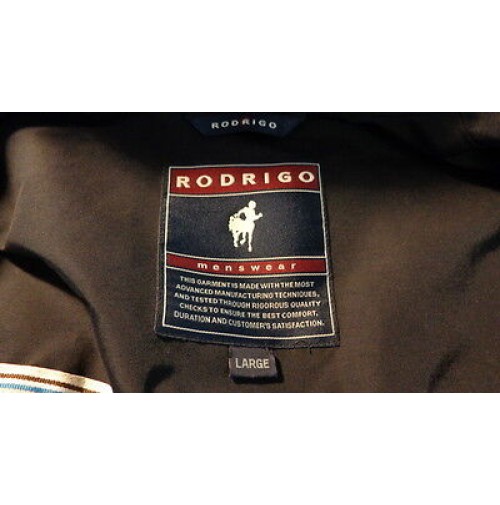 RODRIGO
RODRIGO
menswear
THIS GARMENT IS MADE WITH THE MOST
ADVANCED MANUFACTURING TECHNIQUES,
AND TESTED THROUGH RIGOROUS QUALITY
CHECKS TO ENSURE THE BEST COMFORT,
DURATION AND CUSTOMER'S SATISFACTION.
LARGE